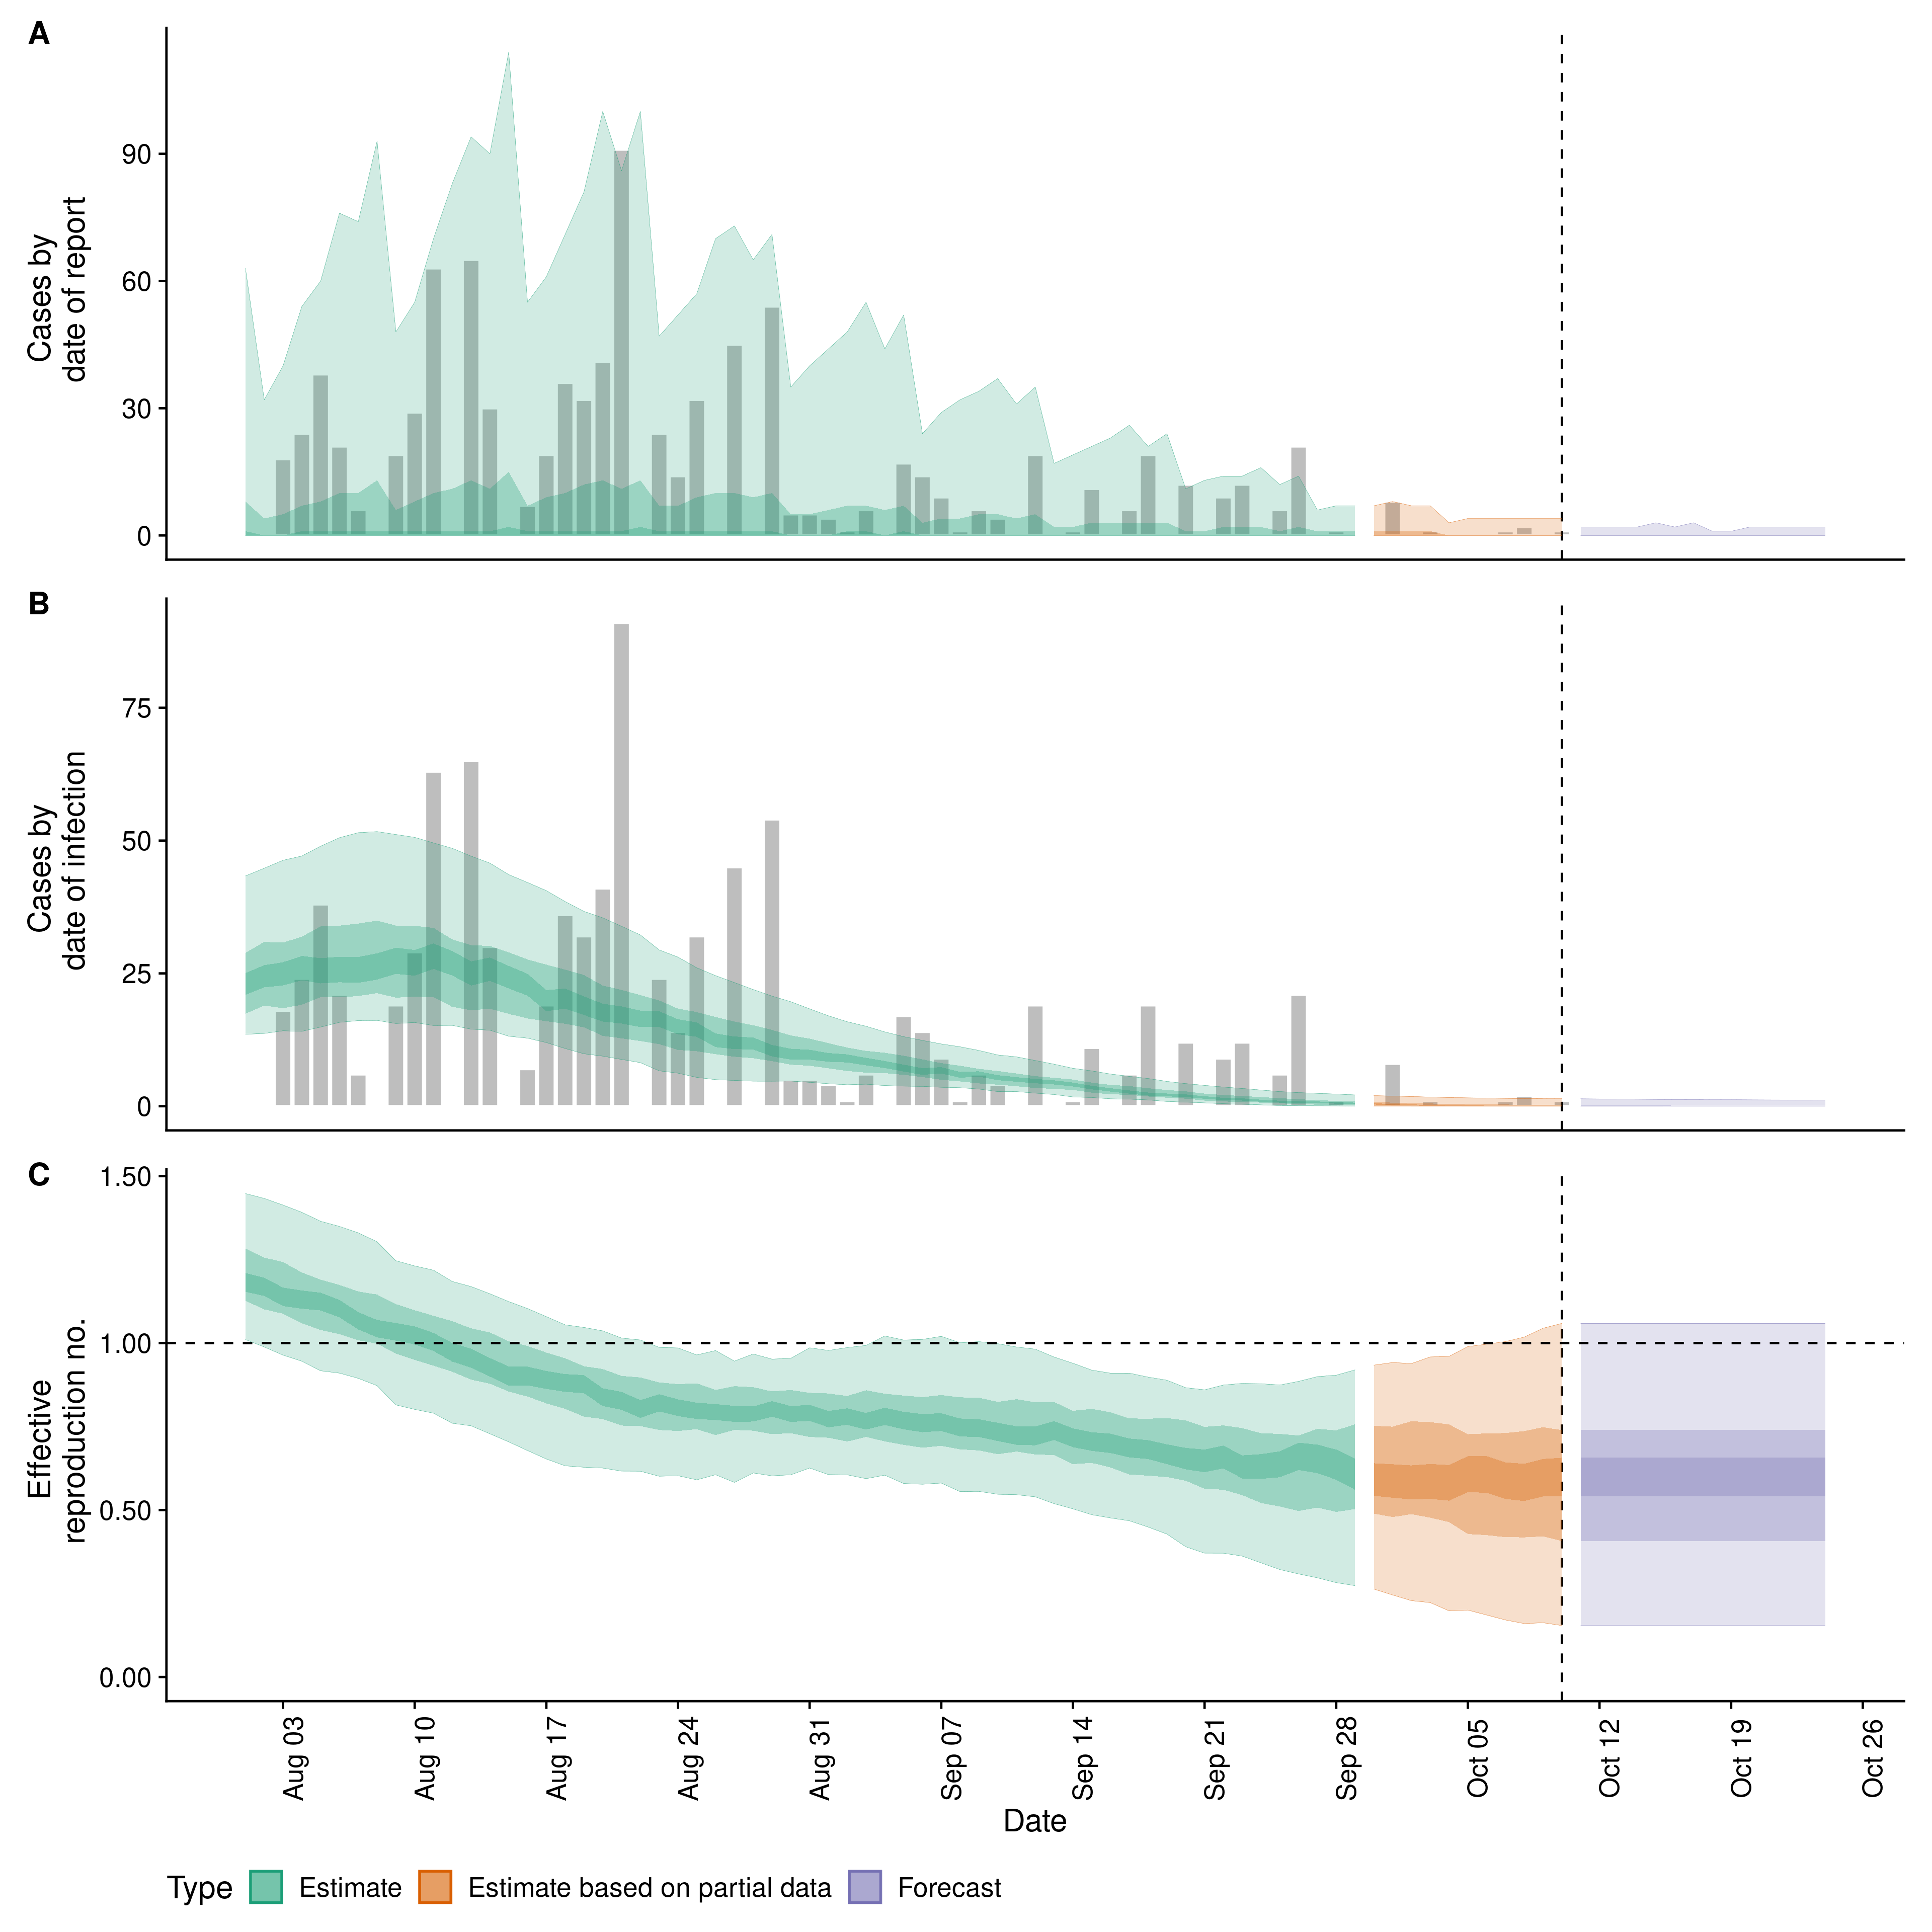 A
Cases by
date of report
90
60
30
0
B
Cases by
date of infection
75
50
25
0
C
Effective
reproduction no.
1.50
1.00
0.50
0.00
Aug 03
Aug 10
Aug 17
Aug 24
Aug 31
Sep 07
Sep 14
Sep 21
Sep 28
Oct 05
Oct 12
Oct 19
Oct 26
Date
Type Estimate Estimate based on partial data Forecast